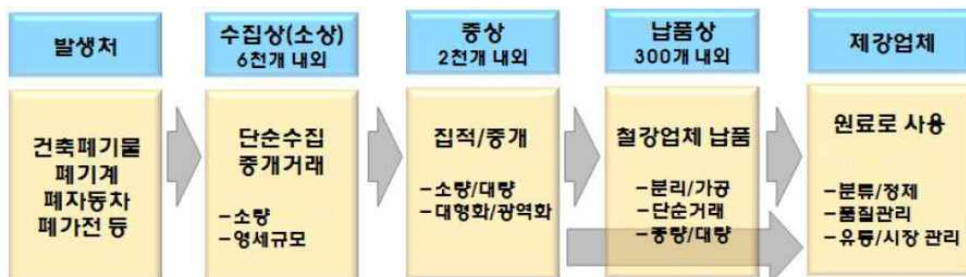 발생처
건축폐기물
폐기계
폐자동차
폐가전 등
수집상(소상)
6천개 내외
단순수집
중개거래
-소량
-영세규모
중상
2천개 내외
집적/중개
-소량/대량
-대형화/광역화
납품상
300개 내외
철강업체 납품
-분리/가공
-단순거래
-중량/대량
제강업체
원료로 사용
-분류/정제
-품질관리
-유통/시장 관리